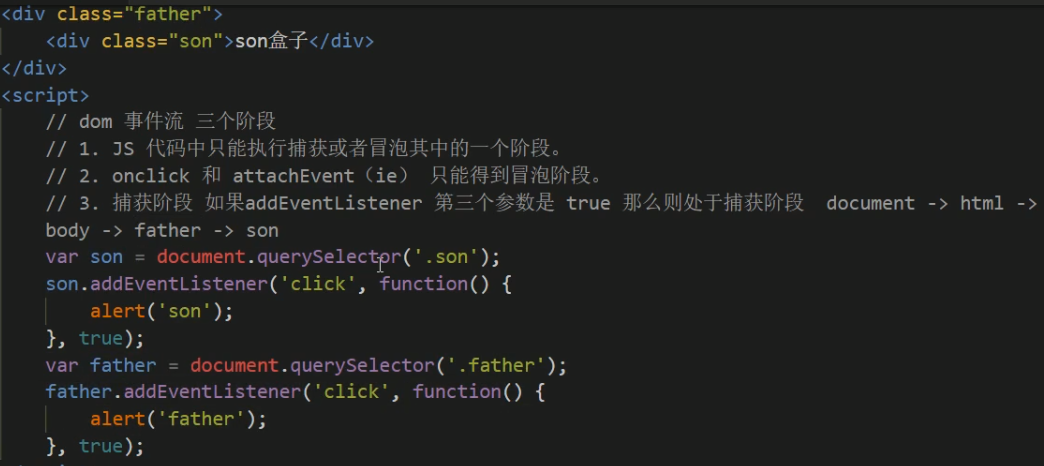 <div class="father">
<div class="son">son盒子</div>
</div>
<script>
// dom 事件流 三个阶段
// 1. JS 代码中只能执行捕获或者冒泡其中的一个阶段。
// 2. onclick 和 attachEvent（ie） 只能得到冒泡阶段。
// 3. 捕获阶段 如果addEventListener 第三个参数是 true 那么则处于捕获阶段 document -> html ->
body -> father -> son
var son = document.querySelector('.son');
son.addEventListener('click', function() {
alert('son');
}, true);
var father = document.querySelector('.father');
father.addEventListener('click', function() {
alert('father');
}, true);